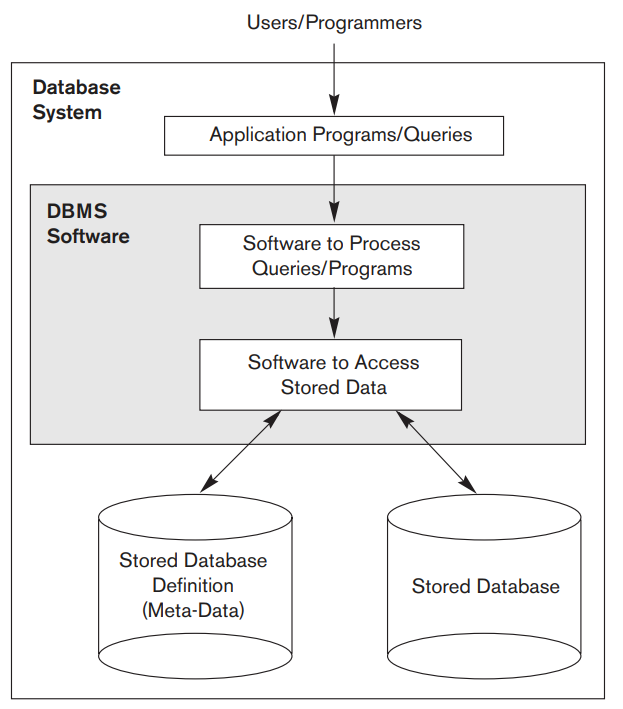 Users/Programmers
Database
System
Application Programs/Queries
DBMS
Software
Software to Process
Queries/Programs
Software to Access
Stored Data
Stored Database
Definition
(Meta-Data)
Stored Database